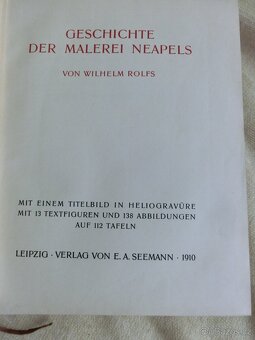 GESCHICHTE
DER MALEREI NEAPELS
VON WILHELM ROLFS
MIT EINEM TITELBILD IN HELIOGRAVÜRE
MIT 13 TEXTFIGUREN UND 138 ABBILDUNGEN
AUF 112 TAFELN
LEIPZIG · VERLAG VON E. A. SEEMANN · 1910